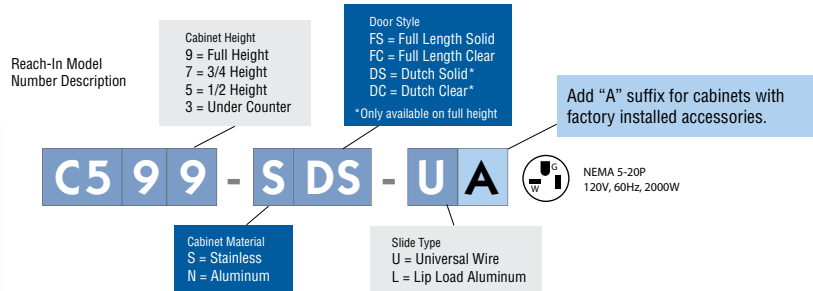 Reach-In Model
Number Description
Cabinet Height
9 = Full Height
7 = 3/4 Height
5 = 1/2 Height
3 = Under Counter
Door Style
FS = Full Length Solid
FC = Full Length Clear
DS = Dutch Solid*
DC = Dutch Clear*
*Only available on full height
Add “A” suffix for cabinets with
factory installed accessories.
C599-SDS-UA
G
W
NEMA 5-20P
120V, 60Hz, 2000W
Cabinet Material
S = Stainless
N = Aluminum
Slide Type
U = Universal Wire
L = Lip Load Aluminum